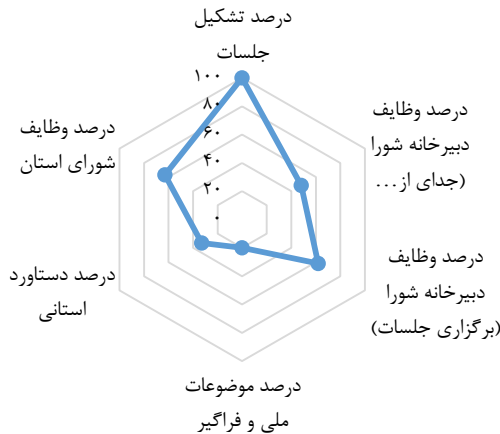 درصد تشکیل
جلسات
۱۰۰
۸۰
۶۰
۴۰
۲۰
۰
درصد وظایف
دبیرخانه شورا
(جدای از...
درصد وظایف
دبیرخانه شورا
(برگزاری جلسات)
درصد موضوعات
ملی و فراگیر
درصد دستاورد
استانی
درصد وظایف
شورای استان